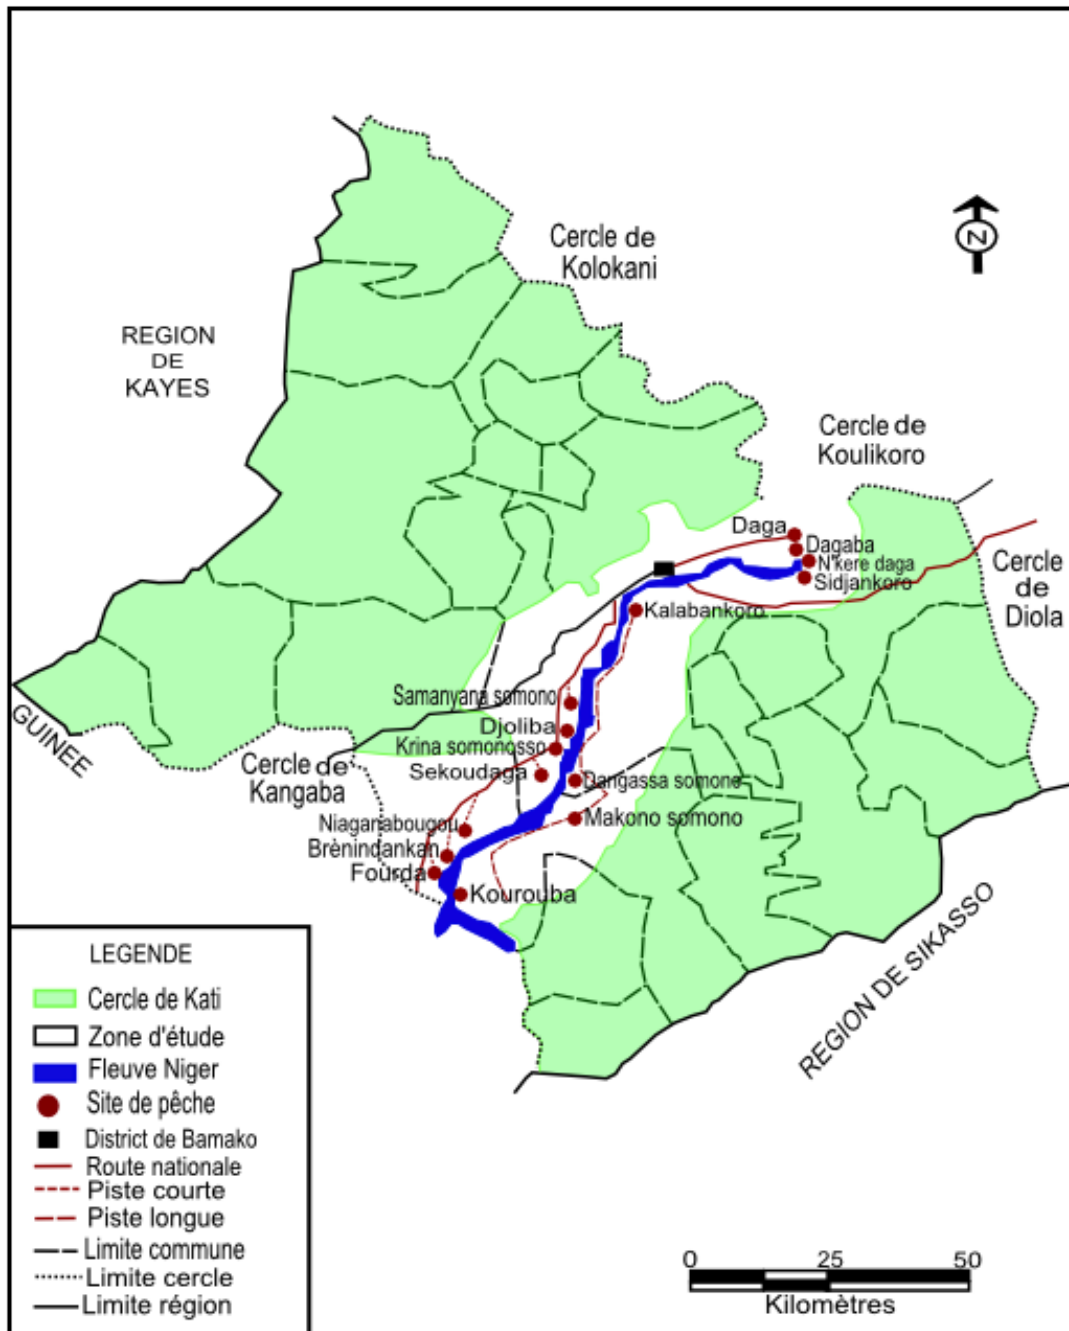 Cercle de
Kolokani
REGION
DE
KAYES
Cercle de
Koulikoro
Daga
Dagaba
N'kere daga
Sidjankoro
Cercle
de
Diola
Kalabankoro
Samanyana somono
Djoliba
Krina somonosso
Sekoudaga
Dangassa somono
Makono somono
GUINEE
Cercle de
Kangaba
Niaganabougou
Brènindankan
Fourda
Kourouba
REGION DE SIKASSO
N
LEGENDE
Cercle de Kati
Zone d'étude
Fleuve Niger
Site de pêche
District de Bamako
Route nationale
Piste courte
Piste longue
Limite commune
Limite cercle
Limite région
0 25 50
Kilomètres